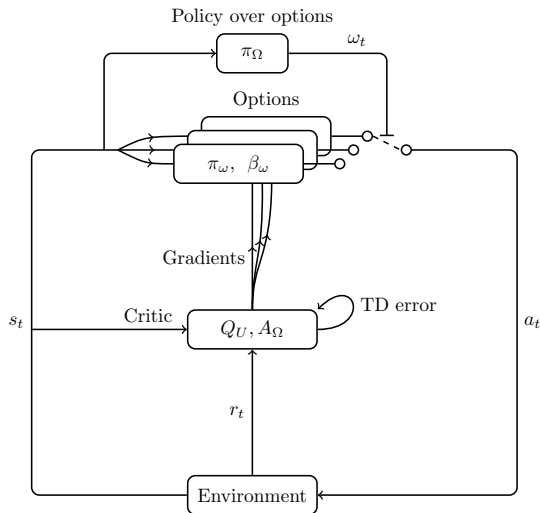 Policy over options
π_Ω
ω_t
Options
π_ω, β_ω
Gradients
Critic
Q_U, A_Ω
TD error
s_t
a_t
r_t
Environment